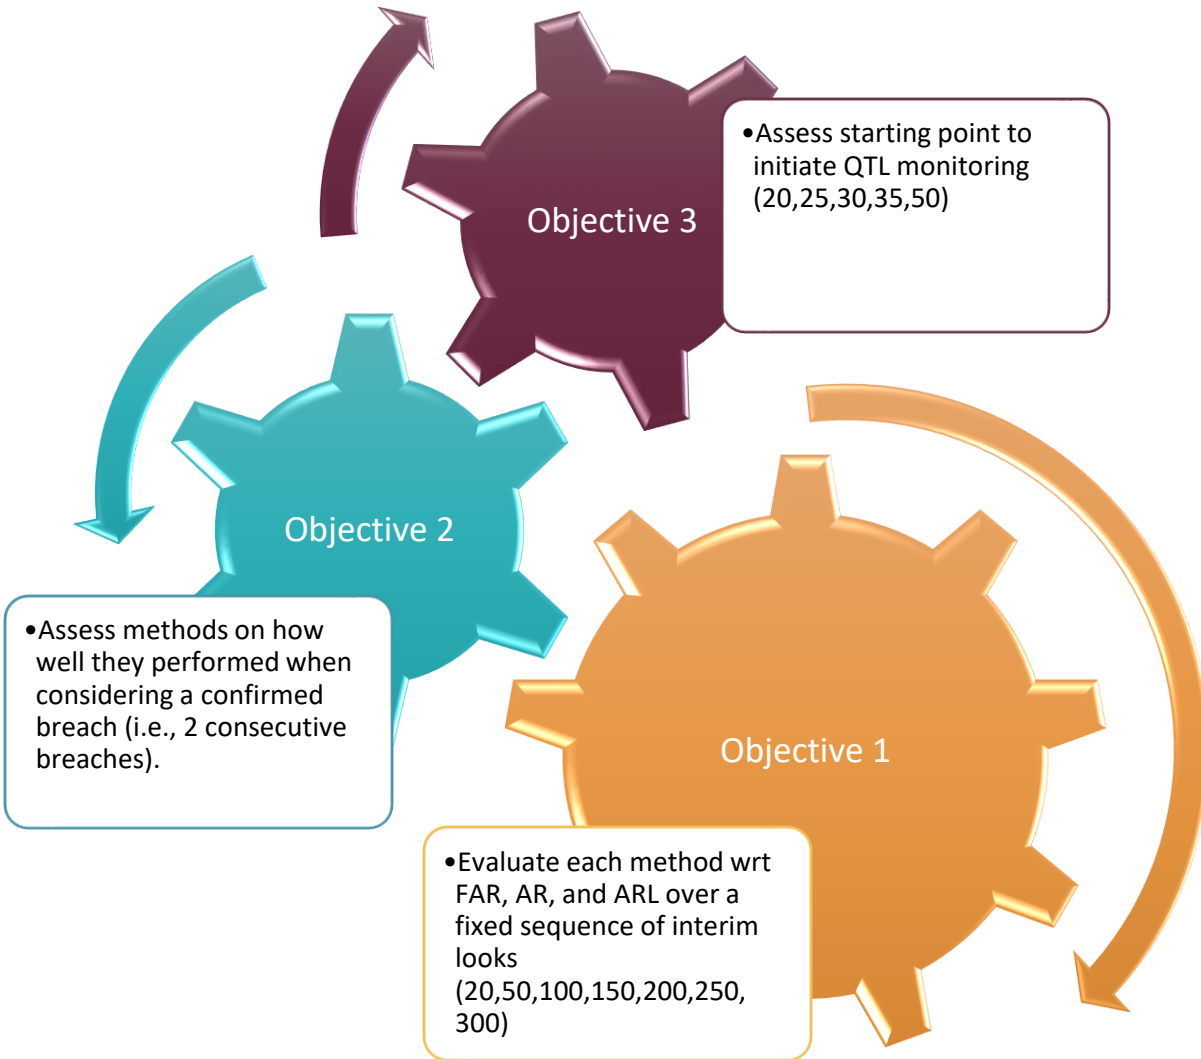 Objective 3
•Assess starting point to
initiate QTL monitoring
(20,25,30,35,50)
Objective 2
•Assess methods on how
well they performed when
considering a confirmed
breach (i.e., 2 consecutive
breaches).
Objective 1
•Evaluate each method wrt
FAR, AR, and ARL over a
fixed sequence of interim
looks
(20,50,100,150,200,250,
300)